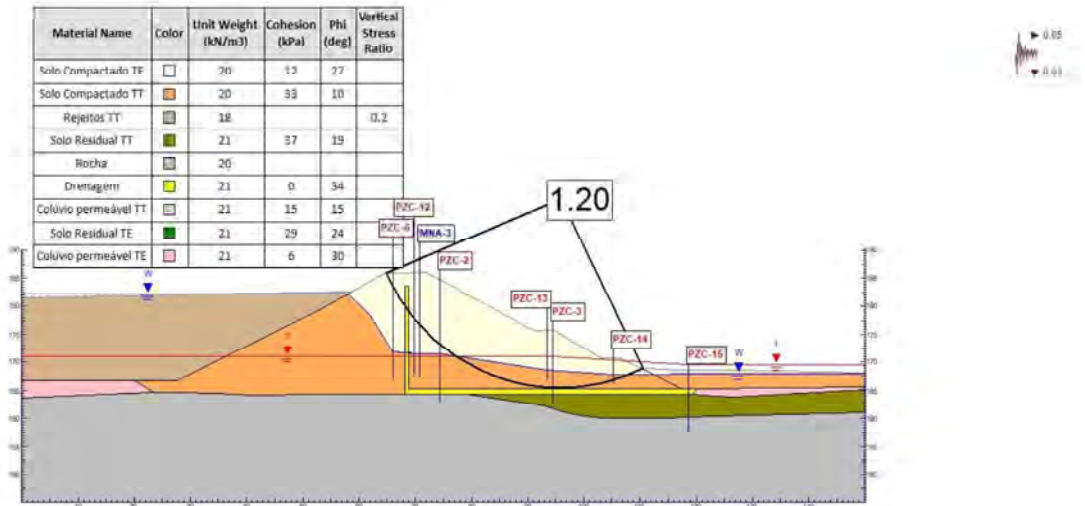 Material Name Color Unit Weight (kN/m3) Cohesion (kPa) Phi (deg) Vertical Stress Ratio
Solo Compactado TE 20 12 27
Solo Compactado TT 20 33 10
Rejeitos TT 18 0.2
Solo Residual TT 21 37 19
Rocha 20
Drenagem 21 0 34
Colúvio permeável TT 21 15 15
Solo Residual TE 21 29 24
Colúvio permeável TE 21 6 30
0.05
0.03
1.20
PZC-12
PZC-6
MNA-3
PZC-2
PZC-13
PZC-3
PZC-14
PZC-15
W
W